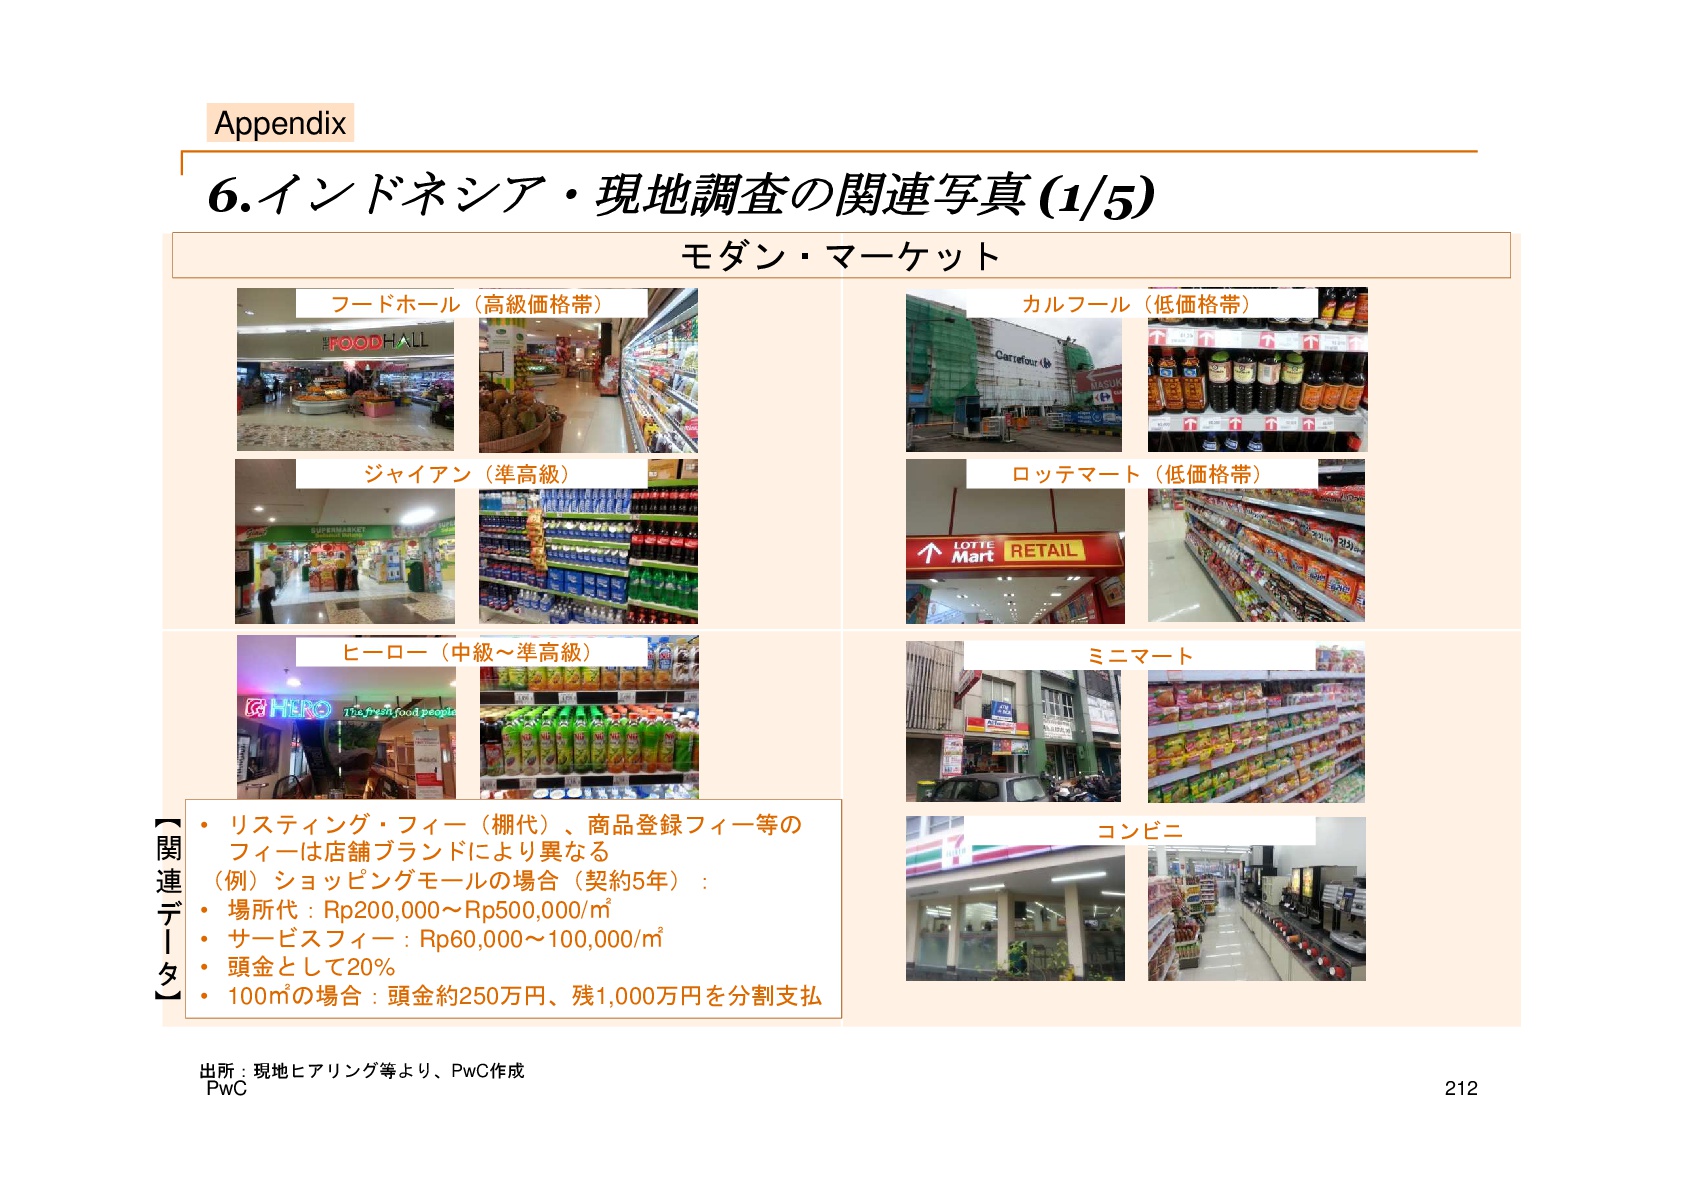 Appendix
6.インドネシア・現地調査の関連写真(1/5)
モダン・マーケット
フードホール（高級価格帯）
THE FOODHALL
カルフール（低価格帯）
Carrefour
MASUK
ジャイアン（準高級）
SUPERMARKET
ロッテマート（低価格帯）
LOTTE
Mart RETAIL
ヒーロー（中級～準高級）
HERO The fresh food people
ミニマート
コンビニ
【関連データ】
• リスティング・フィー（棚代）、商品登録フィー等の
フィーは店舗ブランドにより異なる
（例）ショッピングモールの場合（契約5年）：
• 場所代：Rp200,000～Rp500,000/㎡
• サービスフィー：Rp60,000～100,000/㎡
• 頭金として20%
• 100㎡の場合：頭金約250万円、残1,000万円を分割支払
出所：現地ヒアリング等より、PwC作成
PwC
212